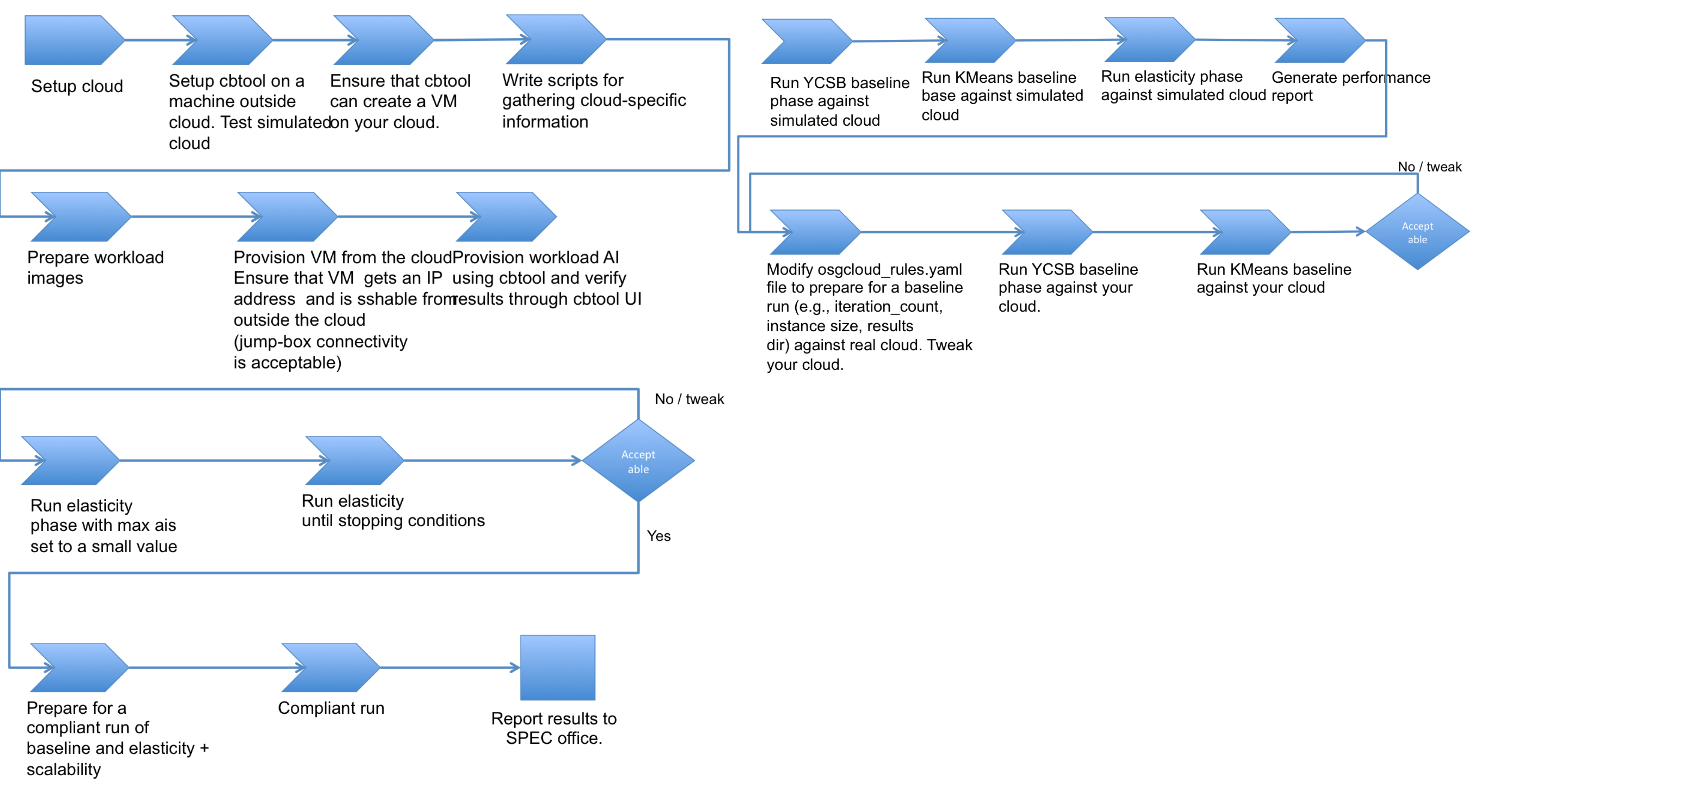 Setup cloud
Setup cbtool on a
machine outside
cloud. Test simulated
cloud
Ensure that cbtool
can create a VM
on your cloud.
Write scripts for
gathering cloud-specific
information
Run YCSB baseline
phase against
simulated cloud
Run KMeans baseline
base against simulated
cloud
Run elasticity phase
against simulated cloud
Generate performance
report
Prepare workload
images
Provision VM from the cloud
Ensure that VM  gets an IP
address  and is sshable from
outside the cloud
(jump-box connectivity
is acceptable)
Provision workload AI
using cbtool and verify
results through cbtool UI
No / tweak
Accept
able
Modify osgcloud_rules.yaml
file to prepare for a baseline
run (e.g., iteration_count,
instance size, results
dir) against real cloud. Tweak
your cloud.
Run YCSB baseline
phase against your
cloud.
Run KMeans baseline
against your cloud
No / tweak
Accept
able
Run elasticity
phase with max ais
set to a small value
Run elasticity
until stopping conditions
Yes
Prepare for a
compliant run of
baseline and elasticity +
scalability
Compliant run
Report results to
SPEC office.